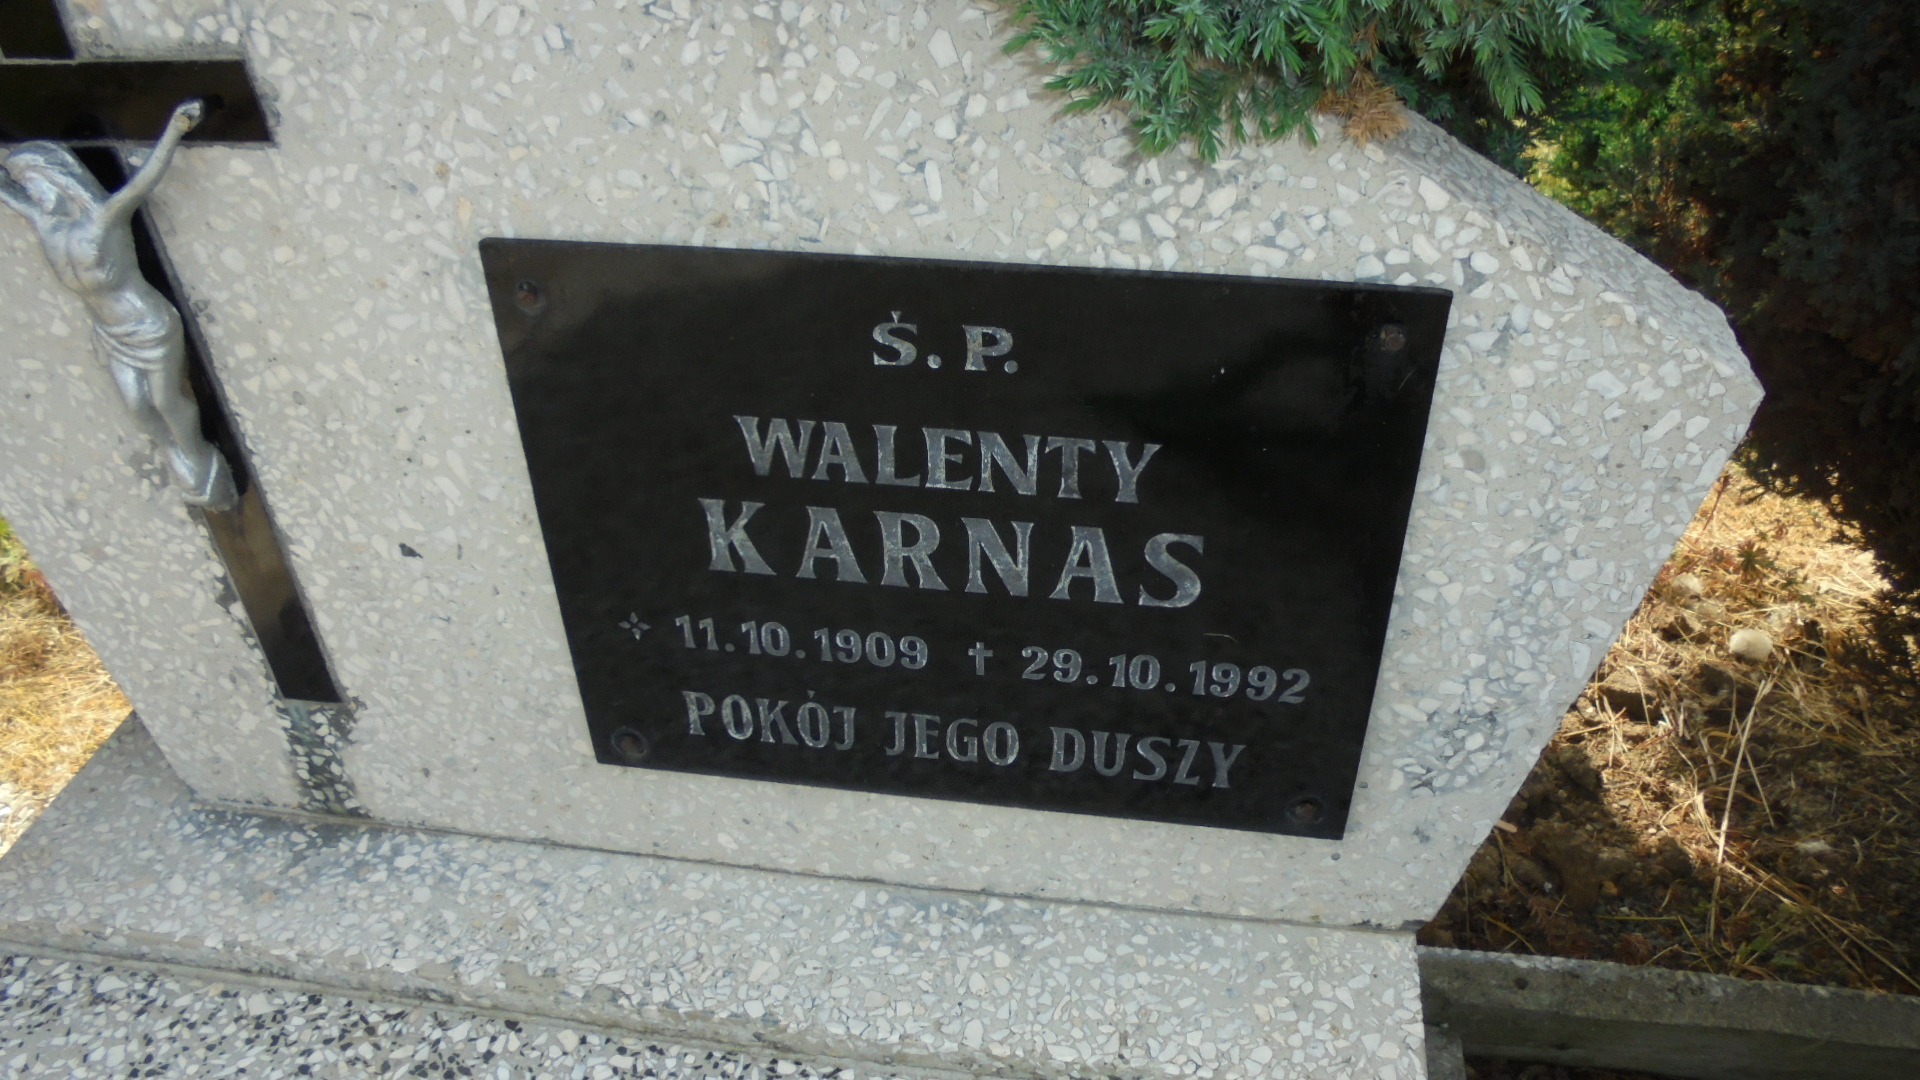 Ś. P.
WALENTY
KARNAS
11.10.1909 † 29.10.1992
POKÓJ JEGO DUSZY